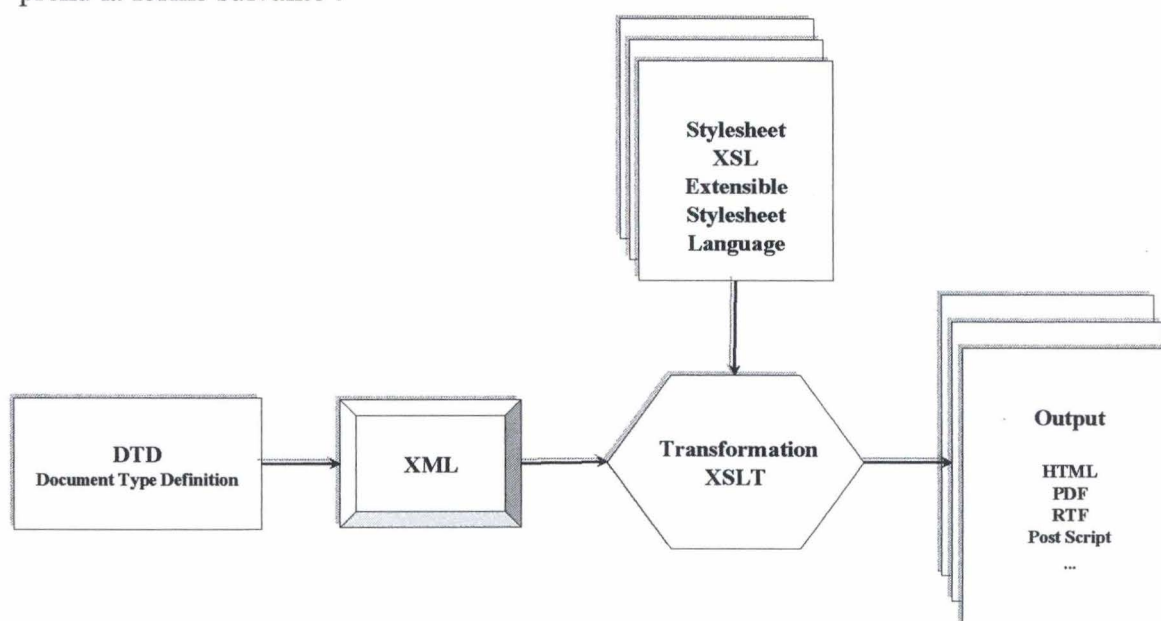 Stylesheet
XSL
Extensible
Stylesheet
Language
DTD
Document Type Definition
XML
Transformation
XSLT
Output
HTML
PDF
RTF
Post Script
...